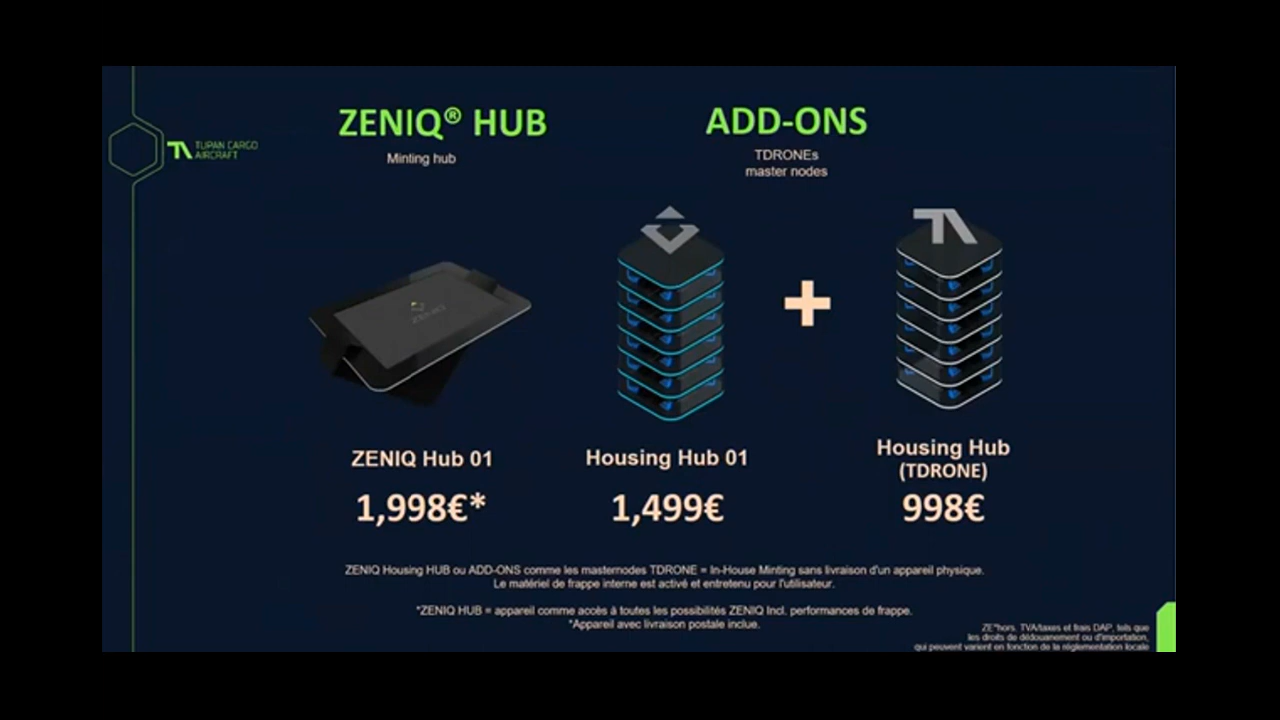 ZENIQ® HUB
Minting hub
ADD-ONS
TDRONEs
master nodes
TUPAN CARGO
AIRCRAFT
ZENIQ
ZENIQ Hub 01
1,998€*
Housing Hub 01
1,499€
Housing Hub
(TDRONE)
998€
ZENIQ Housing HUB ou ADD-ONS comme les masternodes TDRONE = In-House Minting sans livraison d'un appareil physique.
Le matériel de frappe interne est activé et entretenu pour l'utilisateur.
*ZENIQ HUB = appareil comme accès à toutes les possibilités ZENIQ Incl. performances de frappe.
*Appareil avec livraison postale inclue.
ZE*hors. TVA/taxes et frais DAP, tels que
les droits de dédouanement ou d'importation,
qui peuvent varient en fonction de la réglementation locale